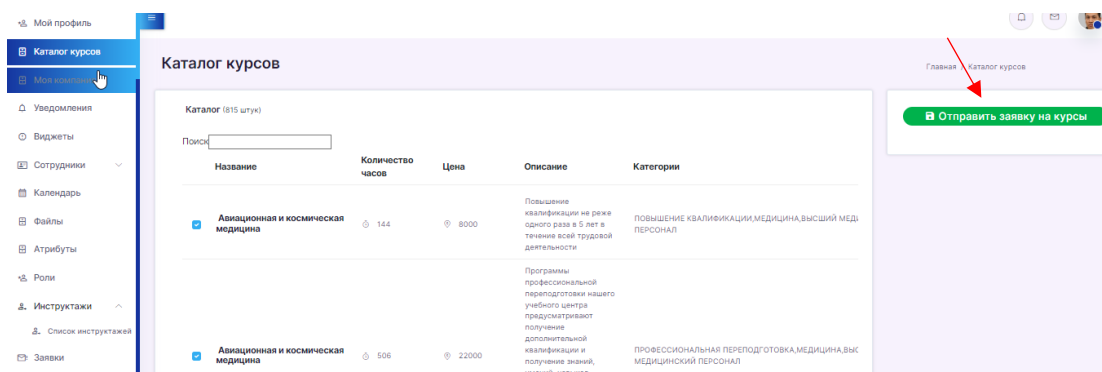 Мой профиль
Каталог курсов
Моя компания
Уведомления
Виджеты
Сотрудники
Календарь
Файлы
Атрибуты
Роли
Инструктажи
Список инструктажей
Заявки
Каталог курсов
Главная / Каталог курсов
Каталог (815 штук)
Поиск
Название
Количество
часов
Цена
Описание
Категории
Авиационная и космическая
медицина
144
8000
Повышение
квалификации не реже
одного раза в 5 лет в
течение всей трудовой
деятельности
ПОВЫШЕНИЕ КВАЛИФИКАЦИИ,МЕДИЦИНА,ВЫСШИЙ МЕДИ
ПЕРСОНАЛ
Авиационная и космическая
медицина
506
22000
Программы
профессиональной
переподготовки нашего
учебного центра
предусматривают
получение
дополнительной
квалификации и
получение знаний,
ПРОФЕССИОНАЛЬНАЯ ПЕРЕПОДГОТОВКА,МЕДИЦИНА,ВЫС
МЕДИЦИНСКИЙ ПЕРСОНАЛ
Отправить заявку на курсы